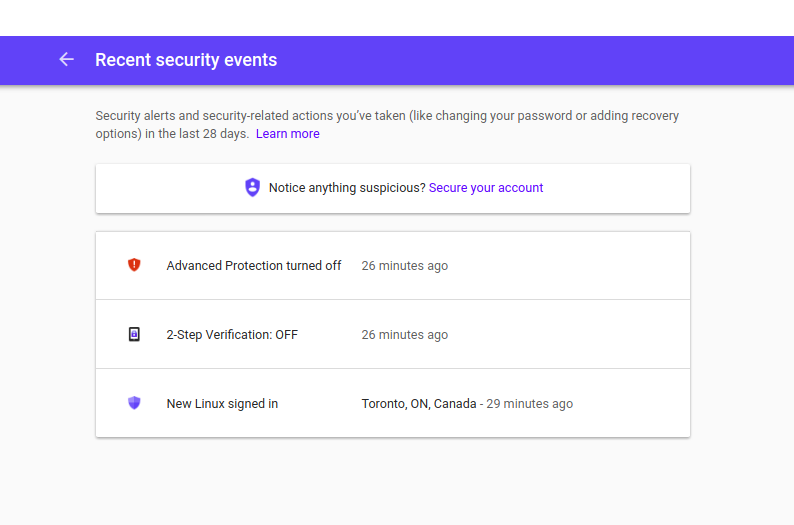 Recent security events
Security alerts and security-related actions you've taken (like changing your password or adding recovery
options) in the last 28 days. Learn more
Notice anything suspicious? Secure your account
Advanced Protection turned off 26 minutes ago
2-Step Verification: OFF 26 minutes ago
New Linux signed in Toronto, ON, Canada - 29 minutes ago